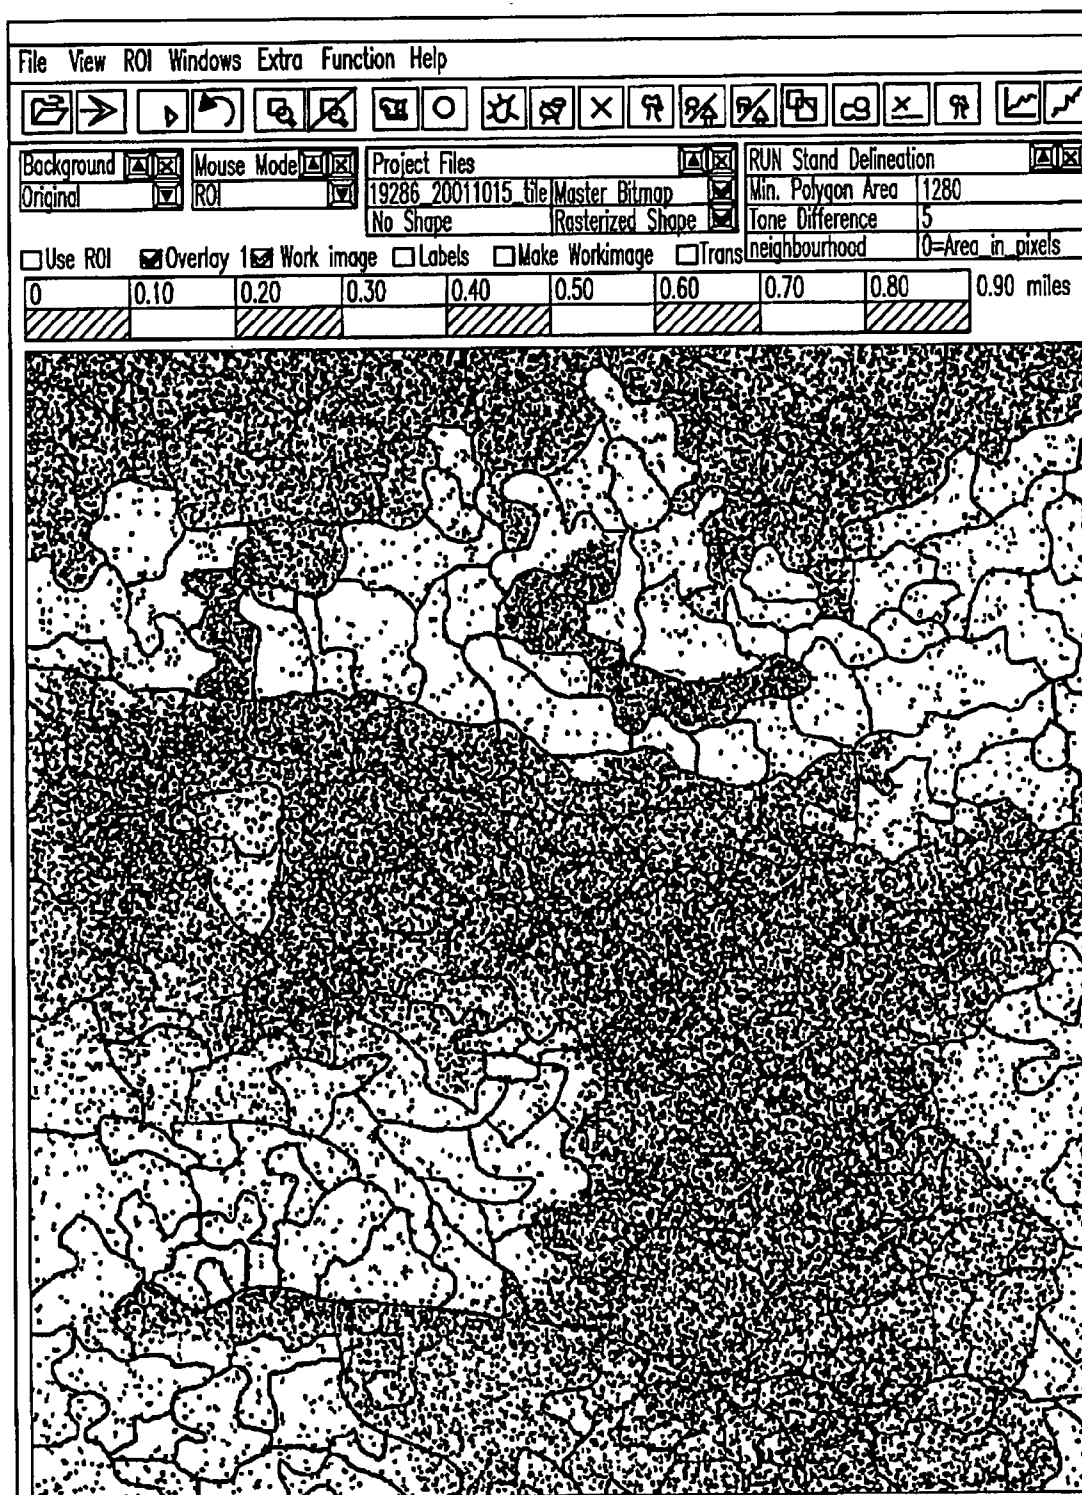 File View ROI Windows Extra Function Help
Background
Original
Mouse Mode
ROI
Project Files
19286_20011015_tile Master Bitmap
No Shape Rasterized Shape
RUN Stand Delineation
Min. Polygon Area 1280
Tone Difference 5
neighbourhood 0=Area_in_pixels
Use ROI Overlay 1 Work image Labels Make Workimage Trans
0 0.10 0.20 0.30 0.40 0.50 0.60 0.70 0.80 0.90 miles